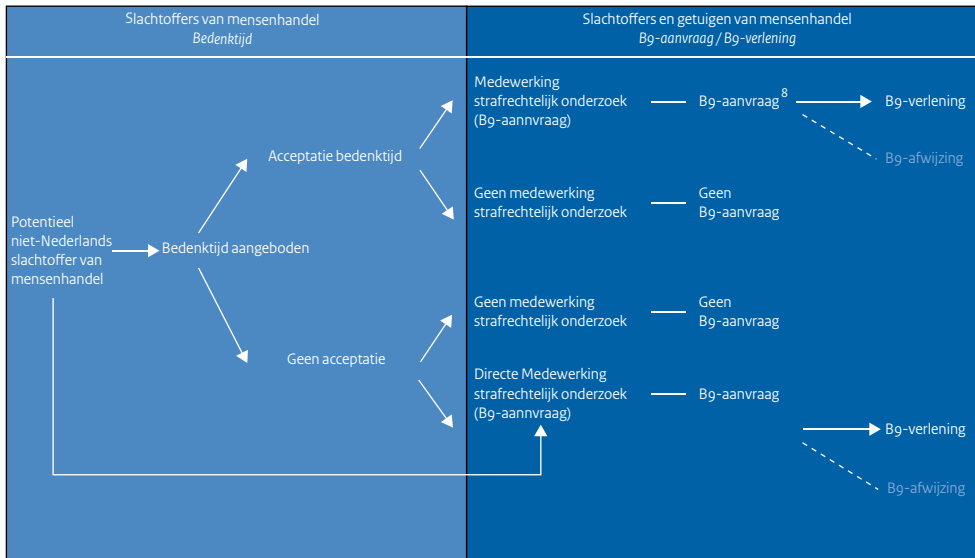 Slachtoffers van mensenhandel
Bedenktijd
Slachtoffers en getuigen van mensenhandel
B9-aanvraag / B9-verlening
Potentieel
niet-Nederlands
slachtoffer van
mensenhandel
Bedenktijd aangeboden
Acceptatie bedenktijd
Geen acceptatie
Medewerking
strafrechtelijk onderzoek
(B9-aannvraag)
B9-aanvraag 8
B9-verlening
B9-afwijzing
Geen medewerking
strafrechtelijk onderzoek
Geen
B9-aanvraag
Geen medewerking
strafrechtelijk onderzoek
Geen
B9-aanvraag
Directe Medewerking
strafrechtelijk onderzoek
(B9-aannvraag)
B9-aanvraag
B9-verlening
B9-afwijzing